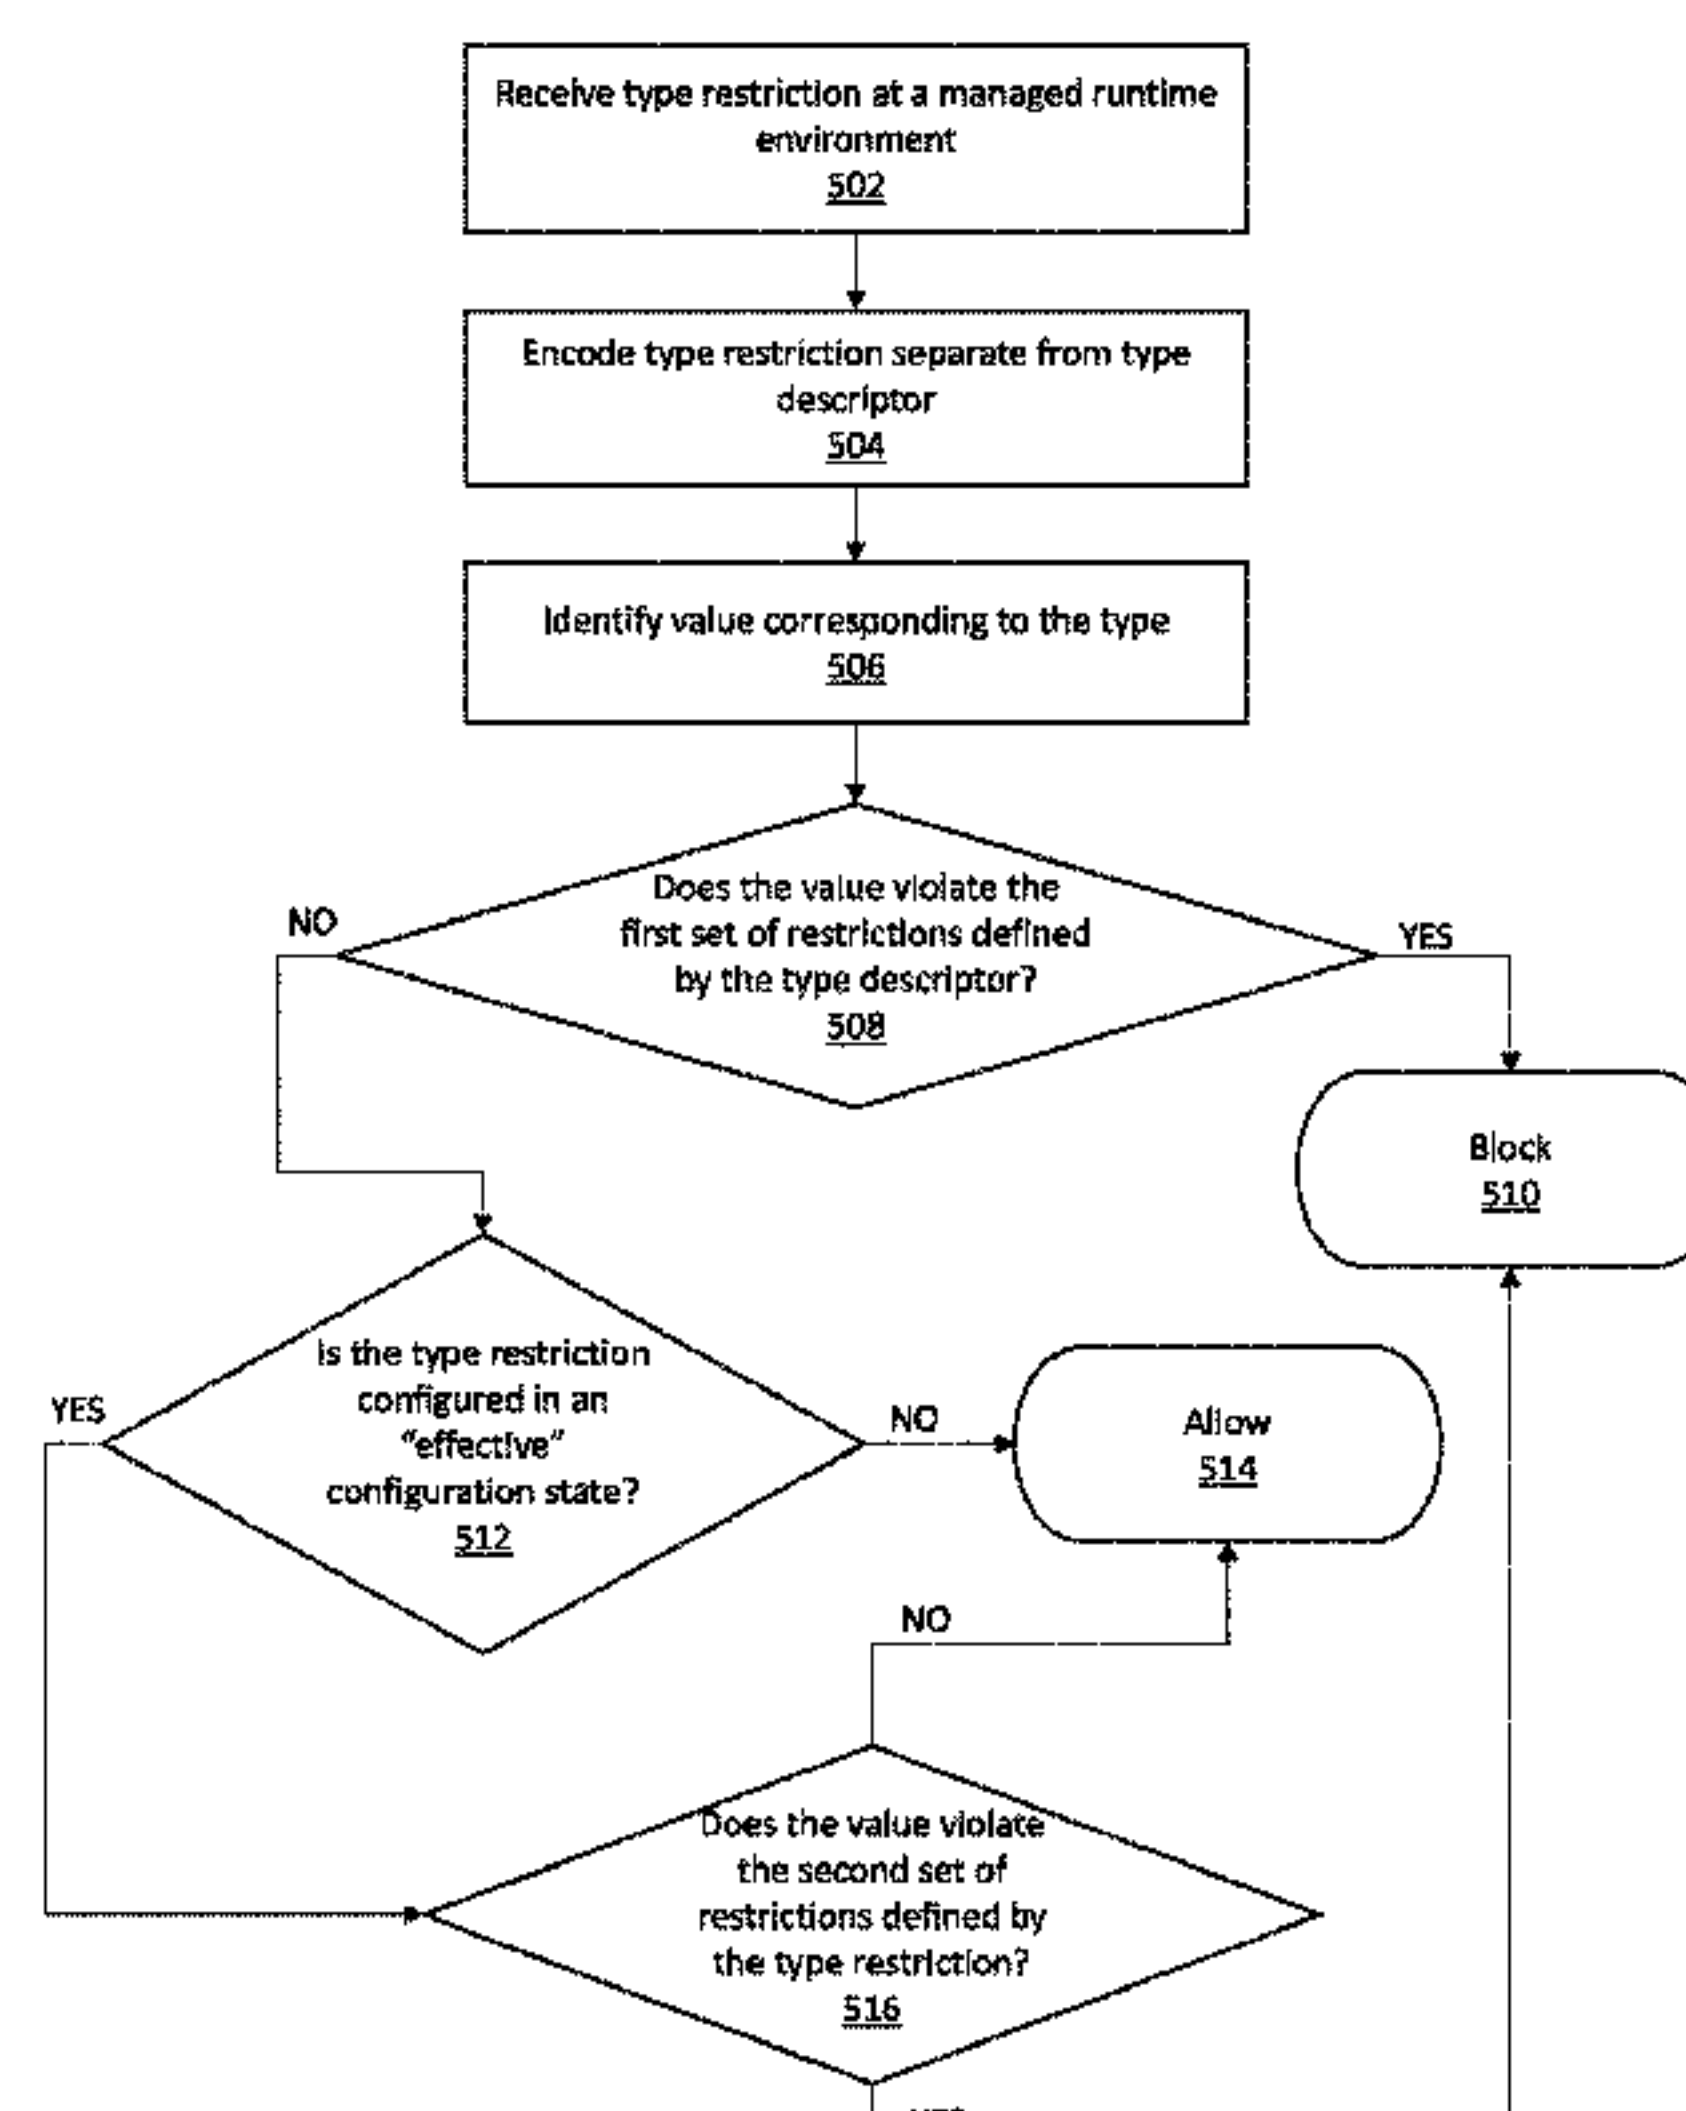 Receive type restriction at a managed runtime
environment
502
Encode type restriction separate from type
descriptor
504
Identify value corresponding to the type
506
Does the value violate the
first set of restrictions defined
by the type descriptor?
508
NO
YES
Block
510
Is the type restriction
configured in an
"effective"
configuration state?
512
YES
NO
Allow
514
NO
Does the value violate
the second set of
restrictions defined by
the type restriction?
516